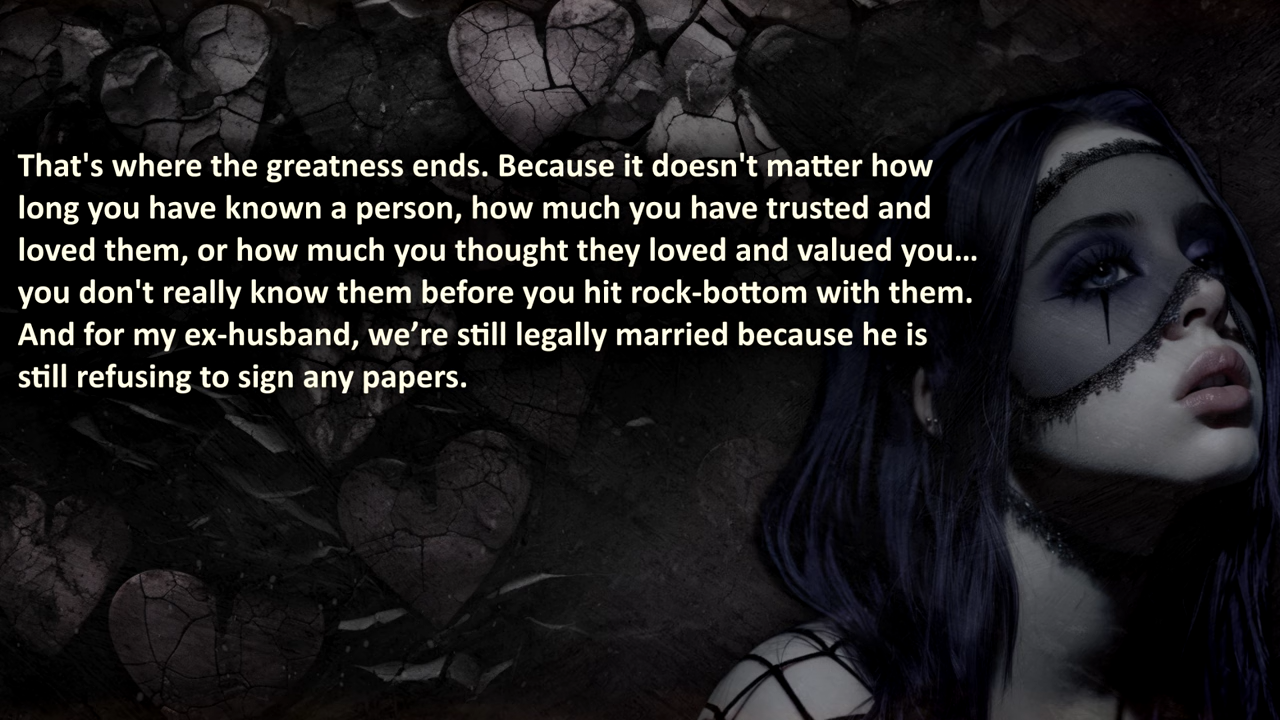 That's where the greatness ends. Because it doesn't matter how
long you have known a person, how much you have trusted and
loved them, or how much you thought they loved and valued you…
you don't really know them before you hit rock-bottom with them.
And for my ex-husband, we’re still legally married because he is
still refusing to sign any papers.